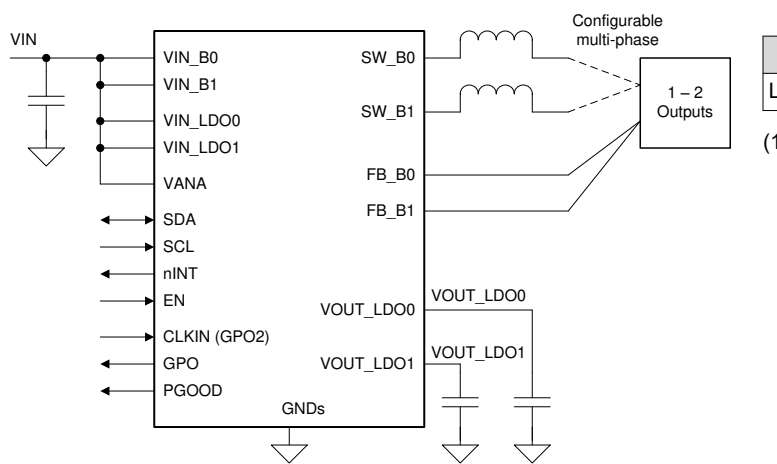 VIN
VIN_B0
VIN_B1
VIN_LDO0
VIN_LDO1
VANA
SDA
SCL
nINT
EN
CLKIN (GPO2)
GPO
PGOOD
GNDs
SW_B0
SW_B1
FB_B0
FB_B1
VOUT_LDO0
VOUT_LDO1
VOUT_LDO0
VOUT_LDO1
Configurable
multi-phase
1 – 2
Outputs
L
(1